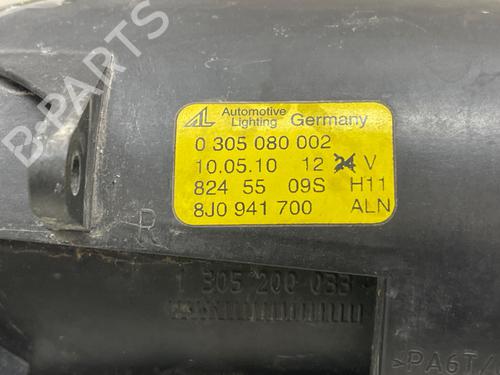 B-PARTS
AL Automotive Lighting Germany
0 305 080 002
10.05.10 12 24 V
824 55 09S H11
8J0 941 700 ALN
R
1 305 200 033
>PA6T/